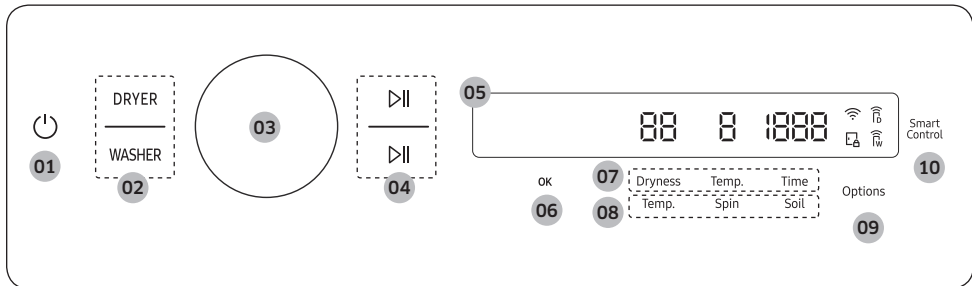 DRYER
WASHER
01
02
03
04
05
88 8 1888
D
W
Smart
Control
10
OK
06
07
Dryness Temp. Time
08
Temp. Spin Soil
Options
09